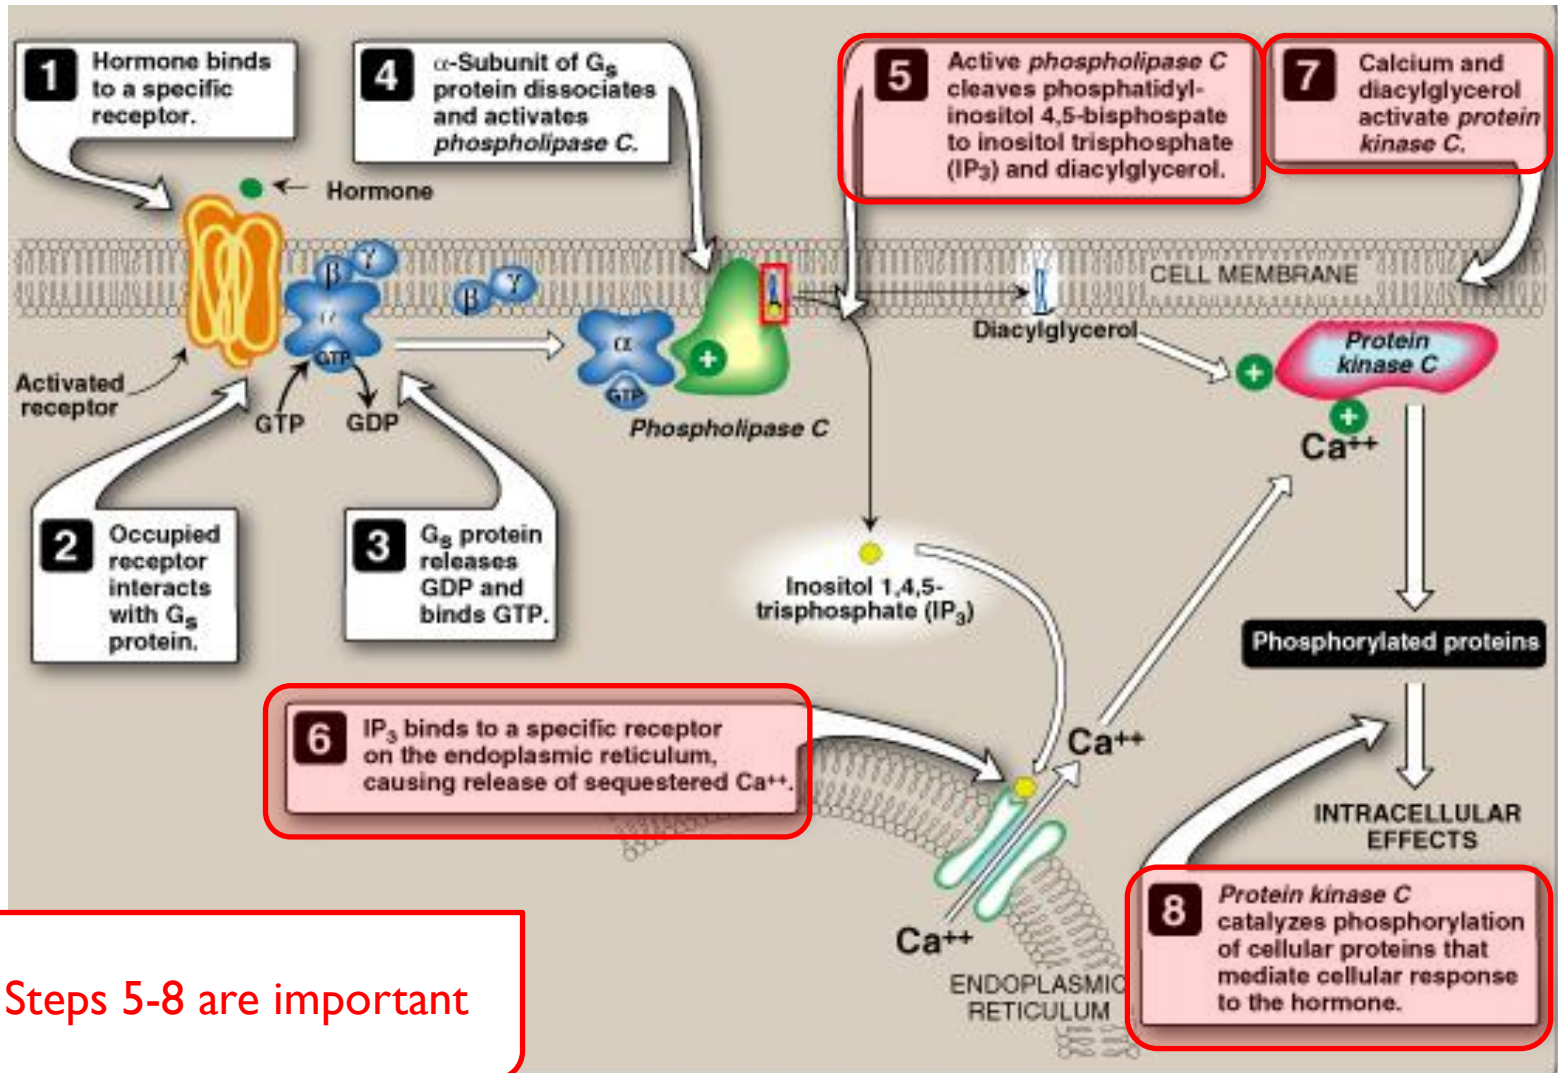 1
Hormone binds
to a specific
receptor.
4
α-Subunit of Gs
protein dissociates
and activates
phospholipase C.
5
Active phospholipase C
cleaves phosphatidyl-
inositol 4,5-bisphospate
to inositol trisphosphate
(IP3) and diacylglycerol.
7
Calcium and
diacylglycerol
activate protein
kinase C.
Hormone
β γ
α
GTP
β γ
α
GTP
+
CELL MEMBRANE
Diacylglycerol
+
Protein
kinase C
+
Ca++
Activated
receptor
GTP
GDP
Phospholipase C
2
Occupied
receptor
interacts
with Gs
protein.
3
Gs protein
releases
GDP and
binds GTP.
Inositol 1,4,5-
trisphosphate (IP3)
Phosphorylated proteins
6
IP3 binds to a specific receptor
on the endoplasmic reticulum,
causing release of sequestered Ca++.
Ca++
INTRACELLULAR
EFFECTS
Ca++
ENDOPLASMIC
RETICULUM
8
Protein kinase C
catalyzes phosphorylation
of cellular proteins that
mediate cellular response
to the hormone.
Steps 5-8 are important